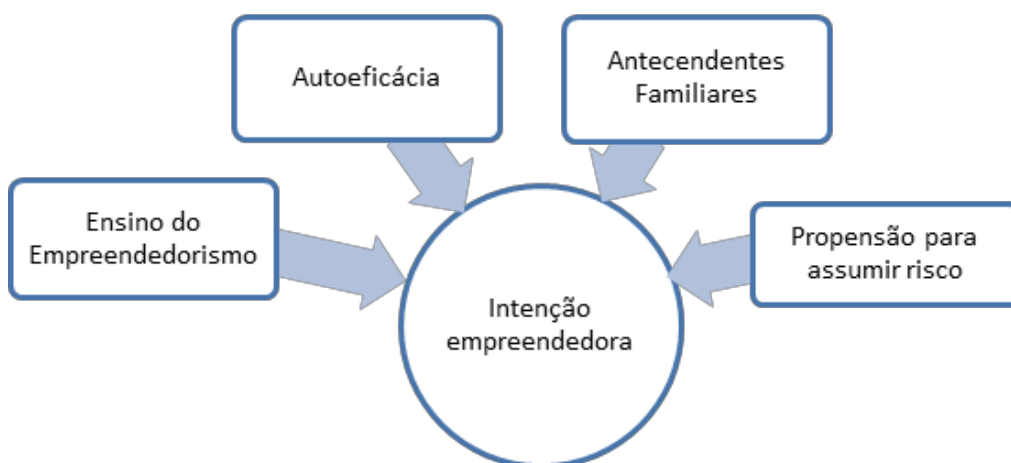 Autoeficácia
Antecendentes
Familiares
Ensino do
Empreendedorismo
Propensão para
assumir risco
Intenção
empreendedora